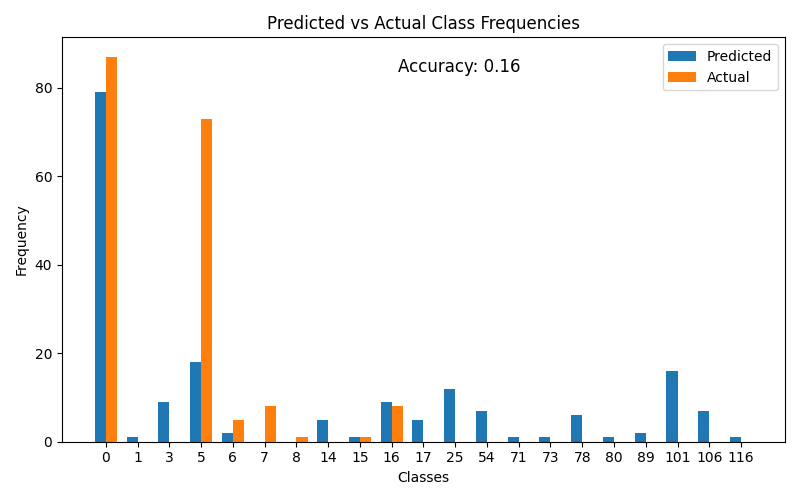 Predicted vs Actual Class Frequencies
Accuracy: 0.16
Predicted
Actual
Frequency
80
60
40
20
0
0 1 3 5 6 7 8 14 15 16 17 25 54 71 73 78 80 89 101 106 116
Classes